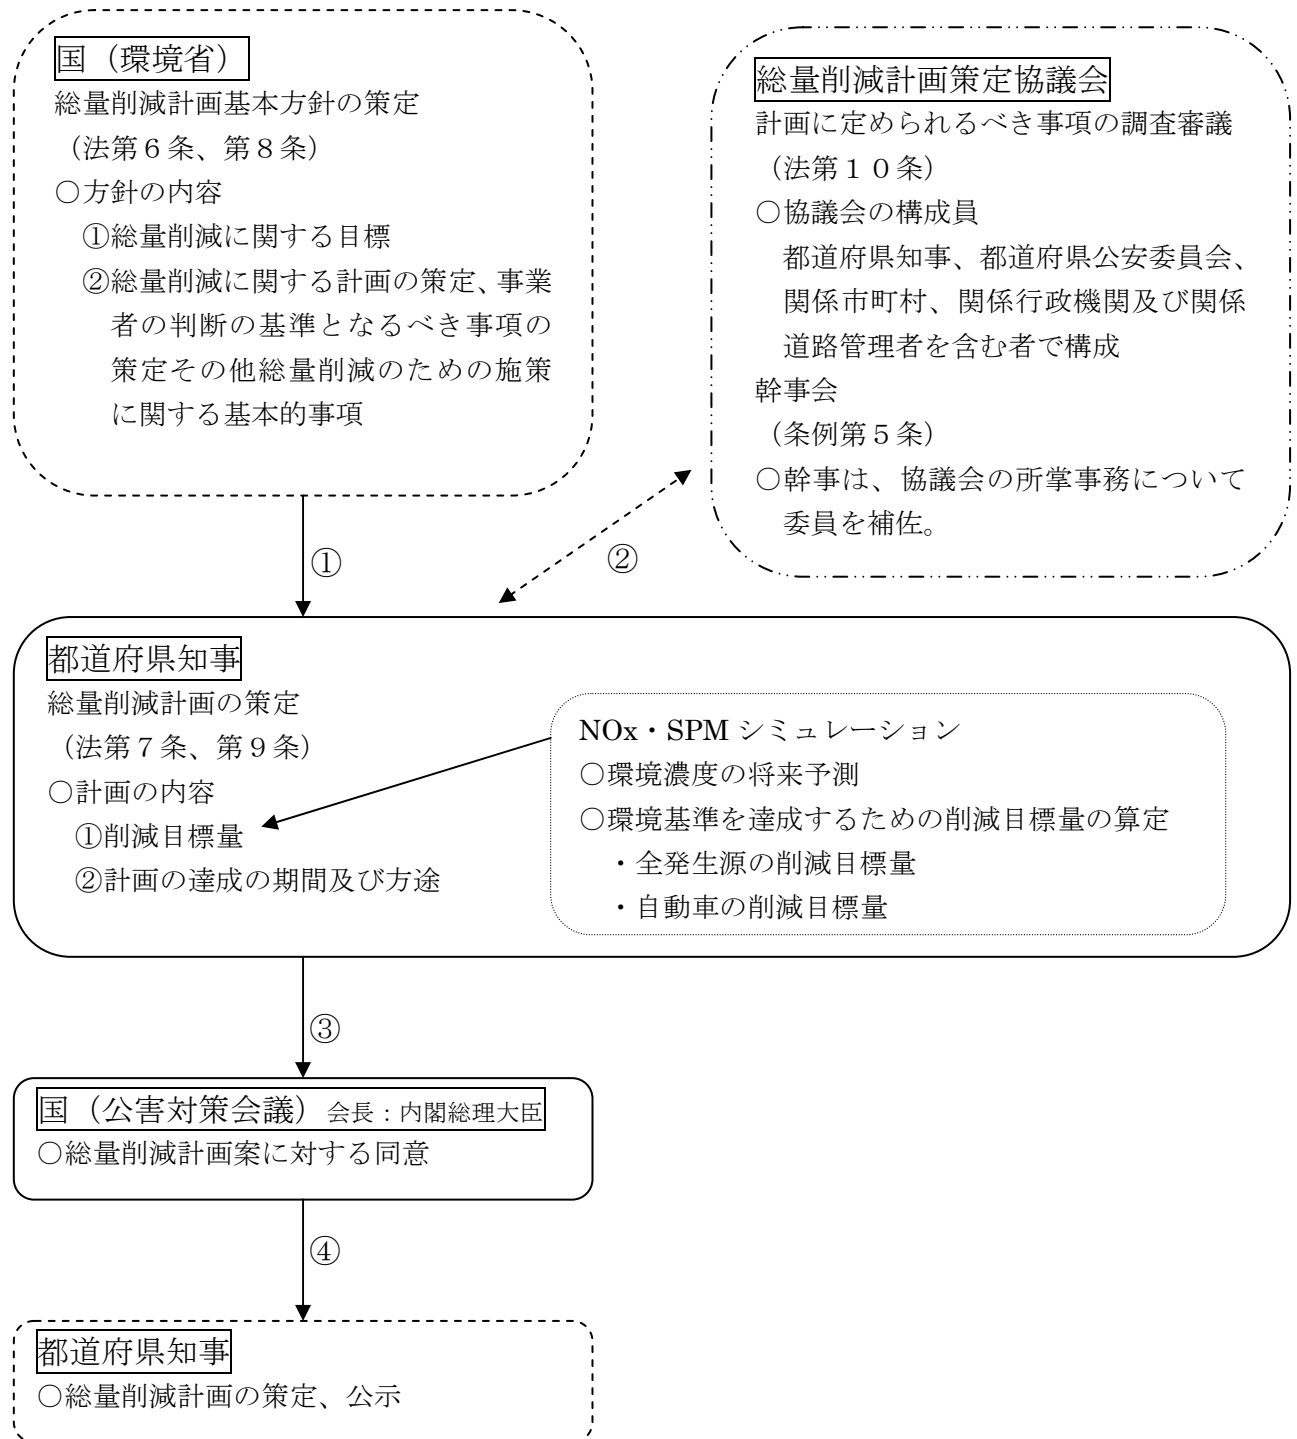 国（環境省）
総量削減計画基本方針の策定
（法第６条、第８条）
○方針の内容
①総量削減に関する目標
②総量削減に関する計画の策定、事業
者の判断の基準となるべき事項の
策定その他総量削減のための施策
に関する基本的事項
総量削減計画策定協議会
計画に定められるべき事項の調査審議
（法第１０条）
○協議会の構成員
都道府県知事、都道府県公安委員会、
関係市町村、関係行政機関及び関係
道路管理者を含む者で構成
幹事会
（条例第５条）
○幹事は、協議会の所掌事務について
委員を補佐。
①
②
都道府県知事
総量削減計画の策定
（法第７条、第９条）
○計画の内容
①削減目標量
②計画の達成の期間及び方途
NOx・SPM シミュレーション
○環境濃度の将来予測
○環境基準を達成するための削減目標量の算定
・全発生源の削減目標量
・自動車の削減目標量
③
国（公害対策会議）会長：内閣総理大臣
○総量削減計画案に対する同意
④
都道府県知事
○総量削減計画の策定、公示